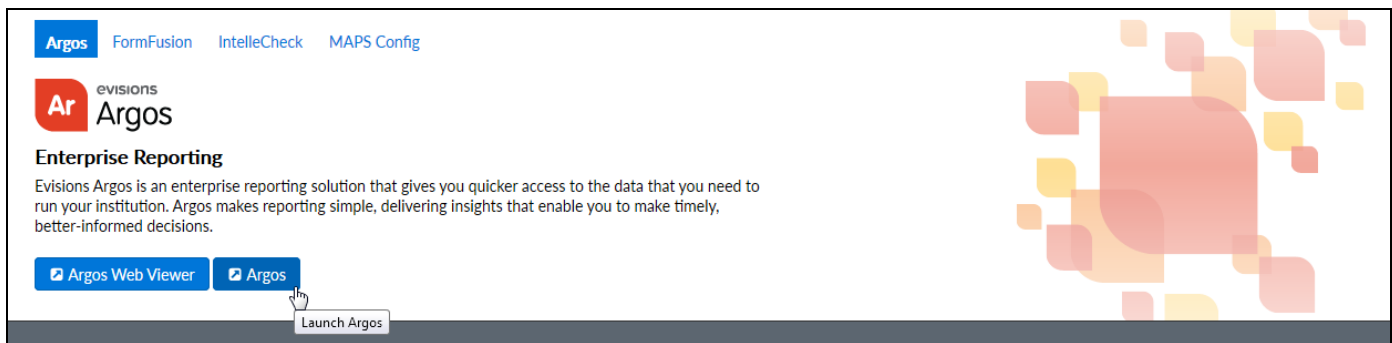 Argos FormFusion IntelleCheck MAPS Config
Ar evisions
Argos
Enterprise Reporting
Evisions Argos is an enterprise reporting solution that gives you quicker access to the data that you need to
run your institution. Argos makes reporting simple, delivering insights that enable you to make timely,
better-informed decisions.
Argos Web Viewer Argos
Launch Argos